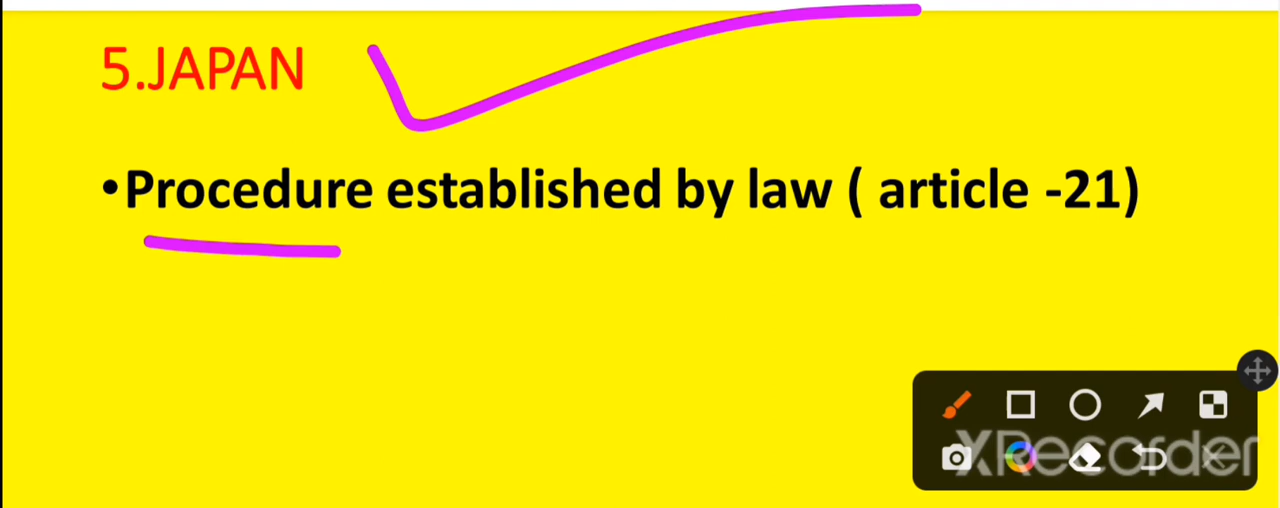 5.JAPAN
•Procedure established by law ( article -21)
XRecorder